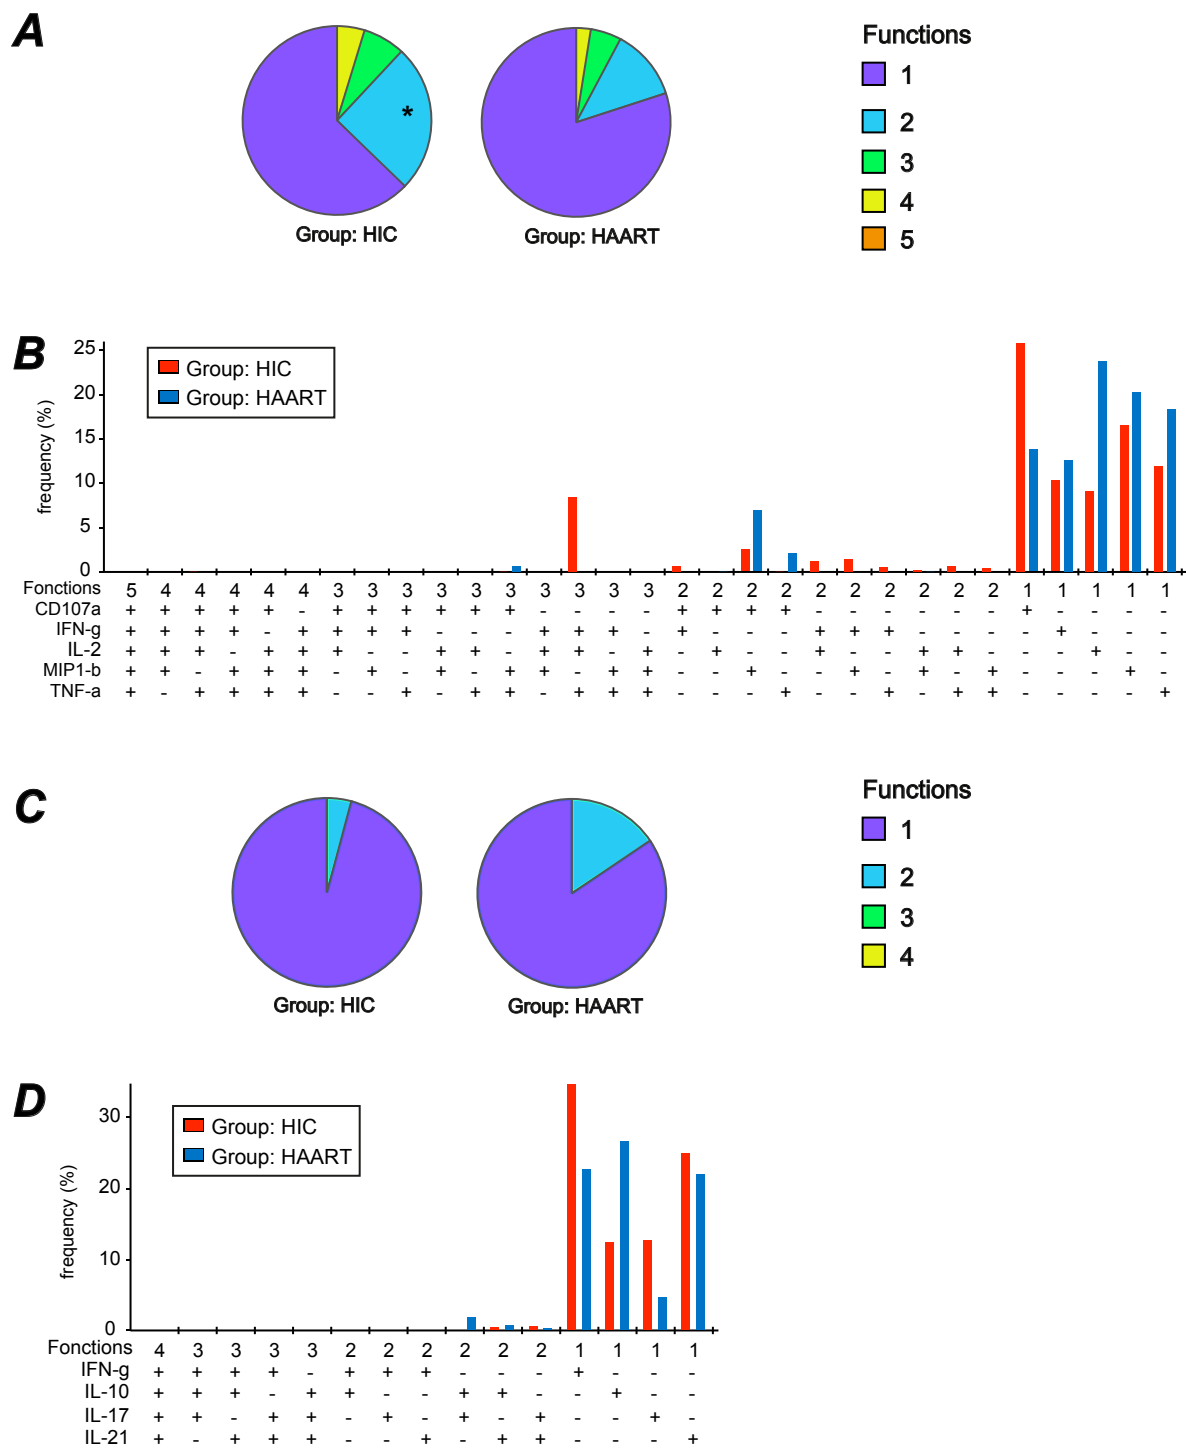 A
Functions
1
2
3
4
5
*
Group: HIC
Group: HAART
B
frequency (%)
25
20
15
10
5
0
Group: HIC
Group: HAART
Fonctions 5 4 4 4 4 4 3 3 3 3 3 3 3 3 3 3 2 2 2 2 2 2 2 2 2 2 1 1 1 1 1
CD107a + + + + + - + + + + + + - - - - + + + + - - - - - - + - - - -
IFN-g + + + + - + + + + - - - + + + - + - - - + + + - - - - + - - -
IL-2 + + + - + + + - - + + - + + - + - + - - + - - + + - - - + - -
MIP1-b + + - + + + - + - + - + + - + + - - + - - + - + - + - - - + -
TNF-a + - + + + + - - + - + + - + + + - - - + - - + - + + - - - - +
C
Functions
1
2
3
4
Group: HIC
Group: HAART
D
frequency (%)
30
20
10
0
Group: HIC
Group: HAART
Fonctions 4 3 3 3 3 2 2 2 2 2 2 1 1 1 1
IFN-g + + + + - + + + - - - + - - -
IL-10 + + + - + + - - + + - - + - -
IL-17 + + - + + - + - + - + - - + -
IL-21 + - + + + - - + - + + - - - +